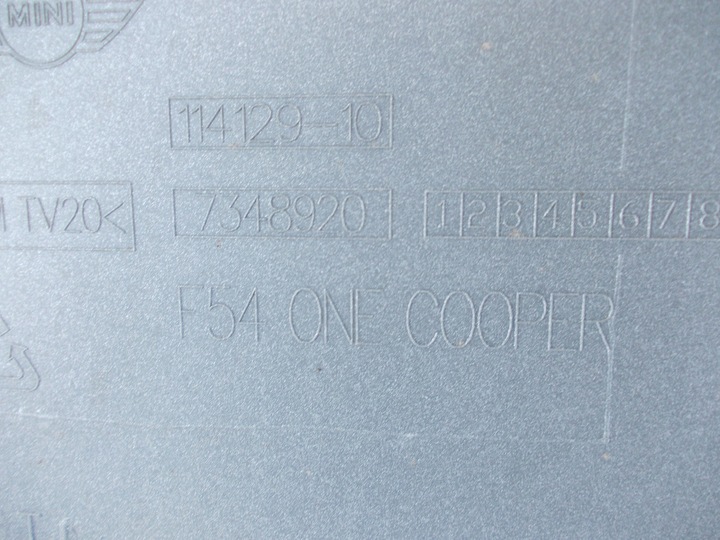 MINI
114129-10
TV20<
7348920
1 2 3 4 5 6 7 8
F54 ONE COOPER